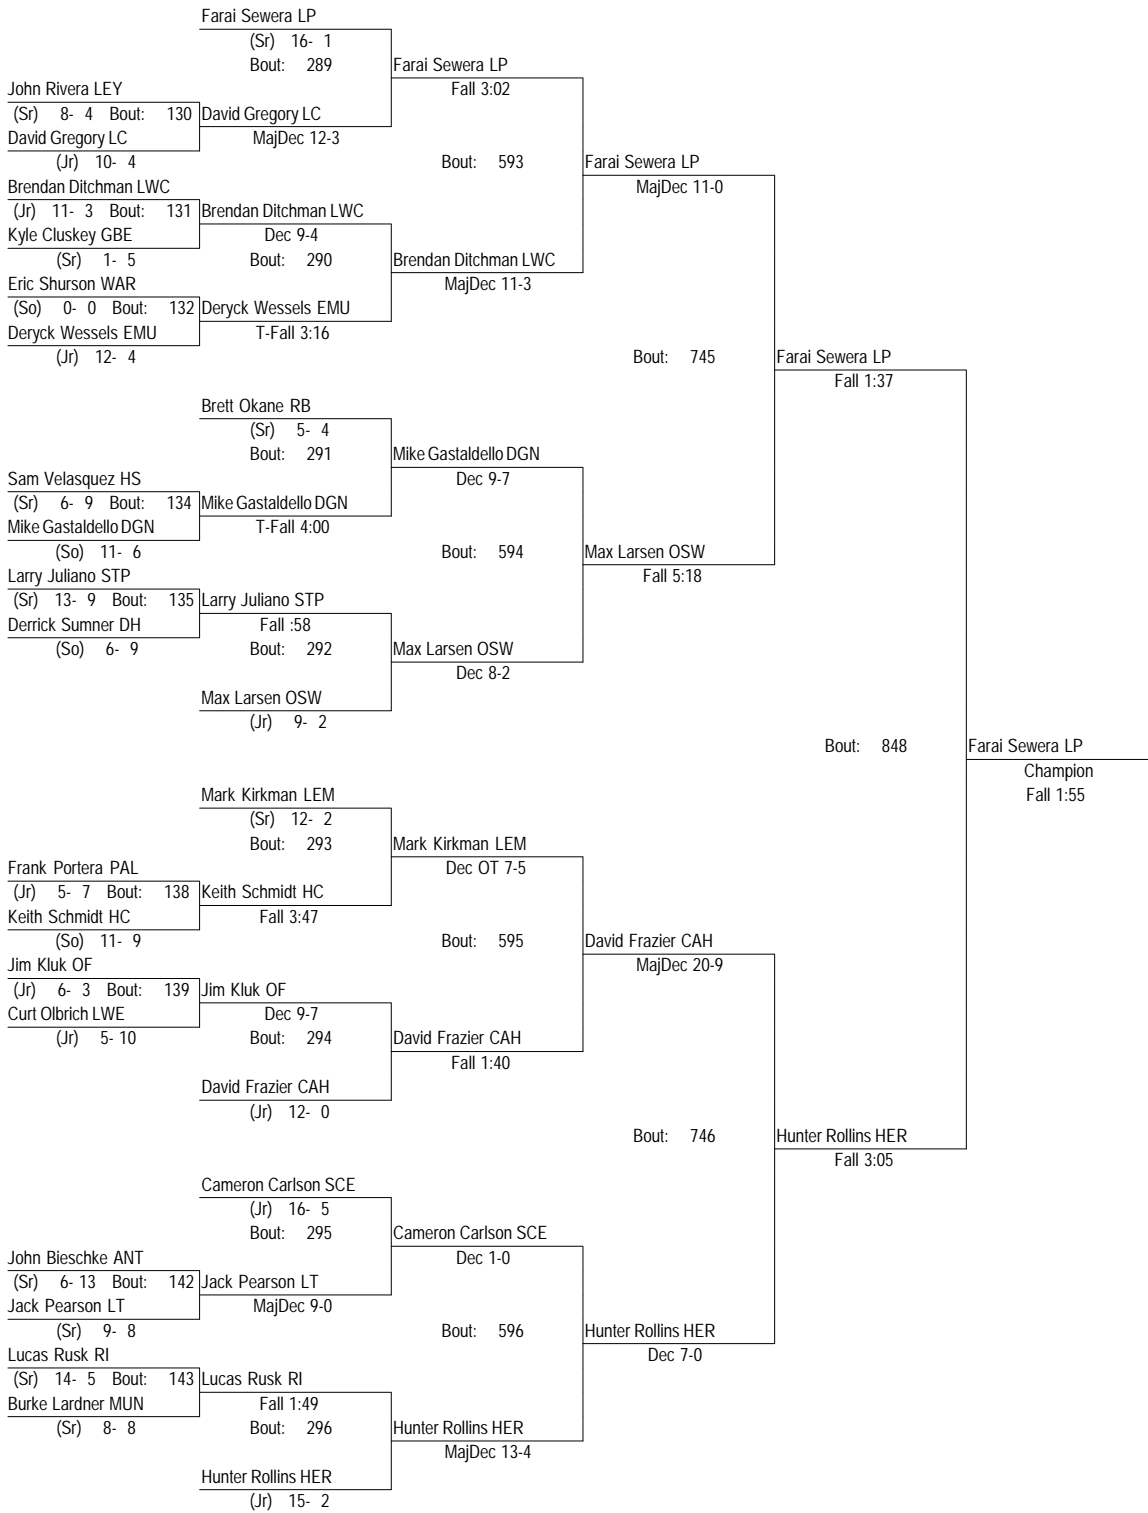 Farai Sewera LP
(Sr) 16- 1
Bout: 289 Farai Sewera LP
John Rivera LEY Fall 3:02
(Sr) 8- 4 Bout: 130 David Gregory LC
David Gregory LC MajDec 12-3
(Jr) 10- 4 Bout: 593 Farai Sewera LP
Brendan Ditchman LWC MajDec 11-0
(Jr) 11- 3 Bout: 131 Brendan Ditchman LWC
Kyle Cluskey GBE Dec 9-4
(Sr) 1- 5 Bout: 290 Brendan Ditchman LWC
Eric Shurson WAR MajDec 11-3
(So) 0- 0 Bout: 132 Deryck Wessels EMU
Deryck Wessels EMU T-Fall 3:16
(Jr) 12- 4 Bout: 745 Farai Sewera LP
Fall 1:37
Brett Okane RB
(Sr) 5- 4
Bout: 291 Mike Gastaldello DGN
Sam Velasquez HS Dec 9-7
(Sr) 6- 9 Bout: 134 Mike Gastaldello DGN
Mike Gastaldello DGN T-Fall 4:00
(So) 11- 6 Bout: 594 Max Larsen OSW
Larry Juliano STP Fall 5:18
(Sr) 13- 9 Bout: 135 Larry Juliano STP
Derrick Sumner DH Fall :58
(So) 6- 9 Bout: 292 Max Larsen OSW
Dec 8-2
Max Larsen OSW
(Jr) 9- 2
Bout: 848 Farai Sewera LP
Champion
Mark Kirkman LEM Fall 1:55
(Sr) 12- 2
Bout: 293 Mark Kirkman LEM
Frank Portera PAL Dec OT 7-5
(Jr) 5- 7 Bout: 138 Keith Schmidt HC
Keith Schmidt HC Fall 3:47
(So) 11- 9 Bout: 595 David Frazier CAH
Jim Kluk OF MajDec 20-9
(Jr) 6- 3 Bout: 139 Jim Kluk OF
Curt Olbrich LWE Dec 9-7
(Jr) 5- 10 Bout: 294 David Frazier CAH
Fall 1:40
David Frazier CAH
(Jr) 12- 0
Bout: 746 Hunter Rollins HER
Fall 3:05
Cameron Carlson SCE
(Jr) 16- 5
Bout: 295 Cameron Carlson SCE
John Bieschke ANT Dec 1-0
(Sr) 6- 13 Bout: 142 Jack Pearson LT
Jack Pearson LT MajDec 9-0
(Sr) 9- 8 Bout: 596 Hunter Rollins HER
Lucas Rusk RI Dec 7-0
(Sr) 14- 5 Bout: 143 Lucas Rusk RI
Burke Lardner MUN Fall 1:49
(Sr) 8- 8 Bout: 296 Hunter Rollins HER
MajDec 13-4
Hunter Rollins HER
(Jr) 15- 2